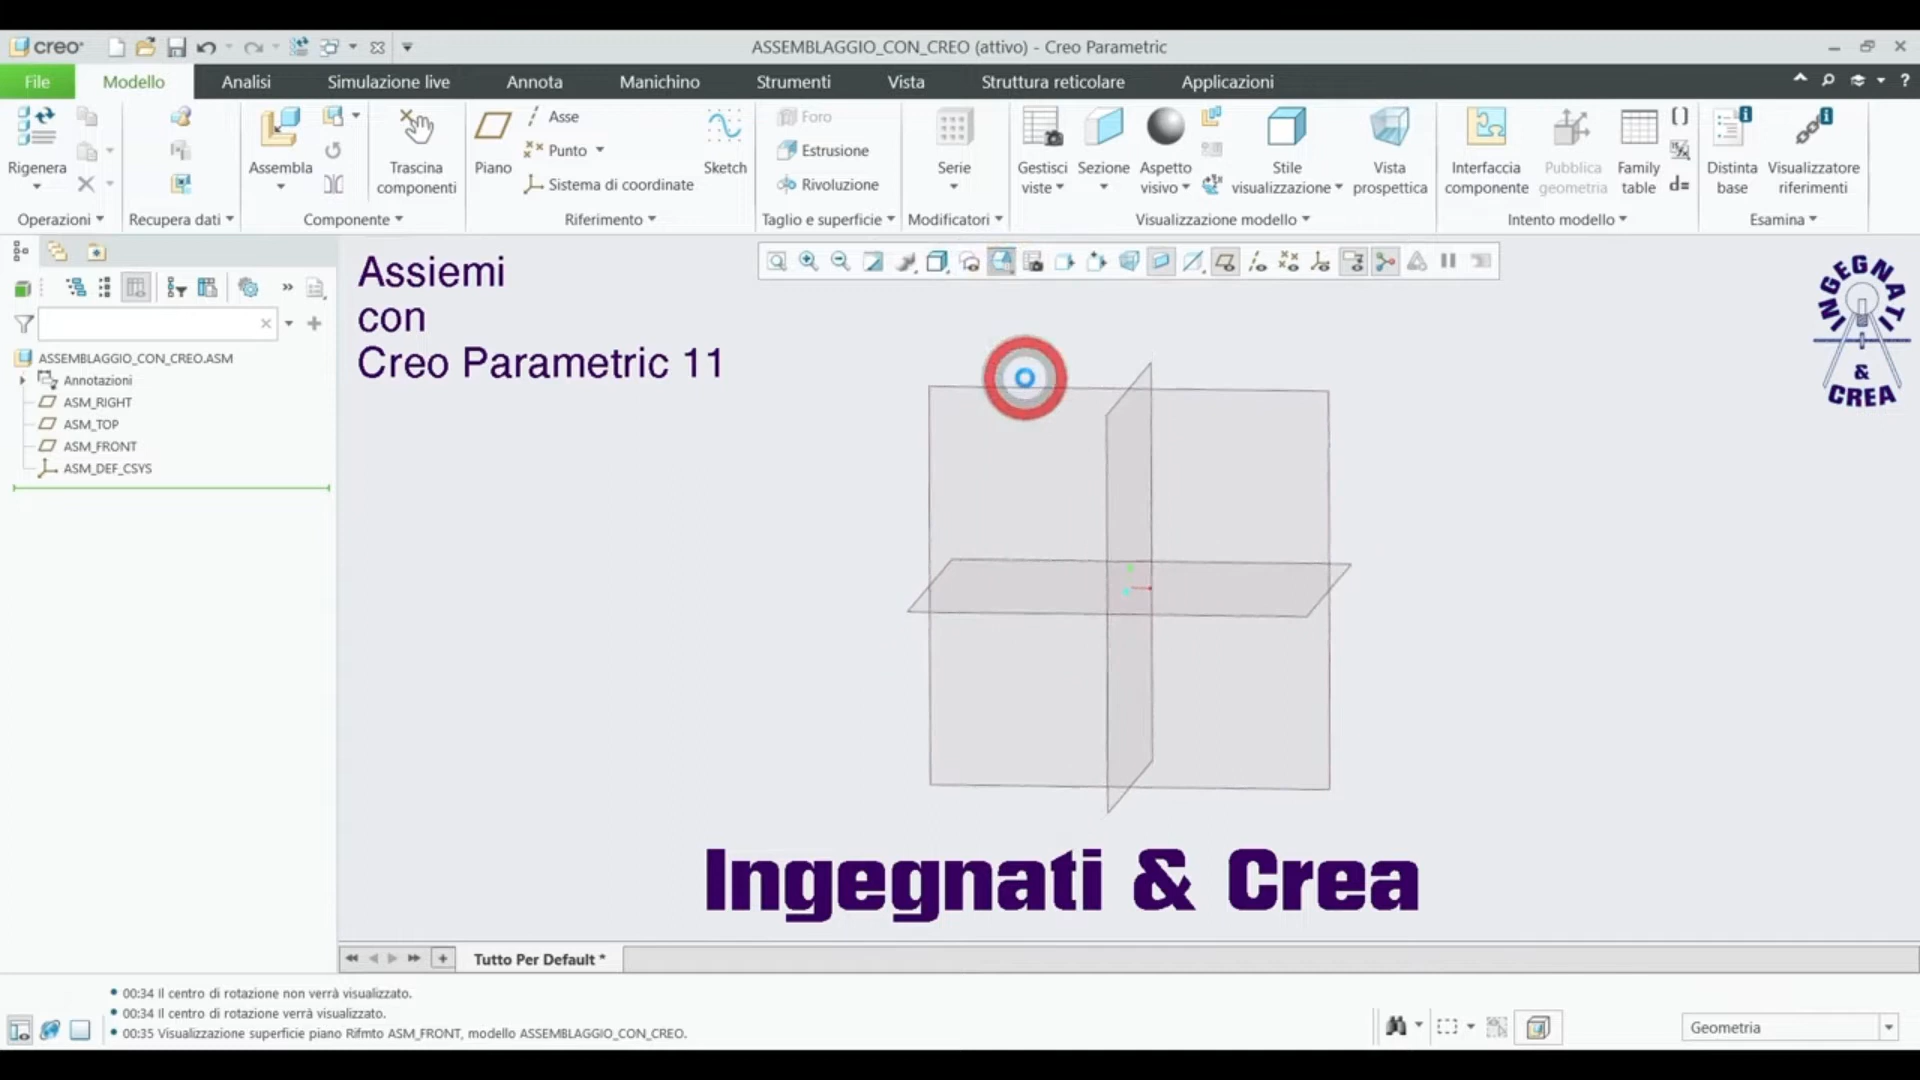 creo
ASSEMBLAGGIO_CON_CREO (attivo) - Creo Parametric
File
Modello
Analisi
Simulazione live
Annota
Manichino
Strumenti
Vista
Struttura reticolare
Applicazioni
Rigenera
Operazioni
Recupera dati
Assembla
Trascina
componenti
Componente
Piano
Asse
Punto
Sistema di coordinate
Sketch
Riferimento
Foro
Estrusione
Rivoluzione
Taglio e superficie
Serie
Modificatori
Gestisci
viste
Sezione
Aspetto
visivo
Stile
visualizzazione
Vista
prospettica
Visualizzazione modello
Interfaccia
componente
Pubblica
geometria
Family
table
Intento modello
Distinta
base
Visualizzatore
riferimenti
Esamina
ASSEMBLAGGIO_CON_CREO.ASM
Annotazioni
ASM_RIGHT
ASM_TOP
ASM_FRONT
ASM_DEF_CSYS
Assiemi
con
Creo Parametric 11
INGEGNATI
&
CREA
Ingegnati & Crea
Tutto Per Default *
00:34 Il centro di rotazione non verrà visualizzato.
00:34 Il centro di rotazione verrà visualizzato.
00:35 Visualizzazione superficie piano Rifmto ASM_FRONT, modello ASSEMBLAGGIO_CON_CREO.
Geometria